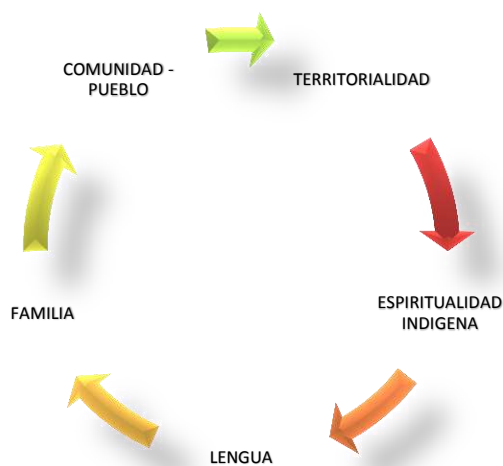 COMUNIDAD -
PUEBLO
TERRITORIALIDAD
ESPIRITUALIDAD
INDIGENA
LENGUA
FAMILIA